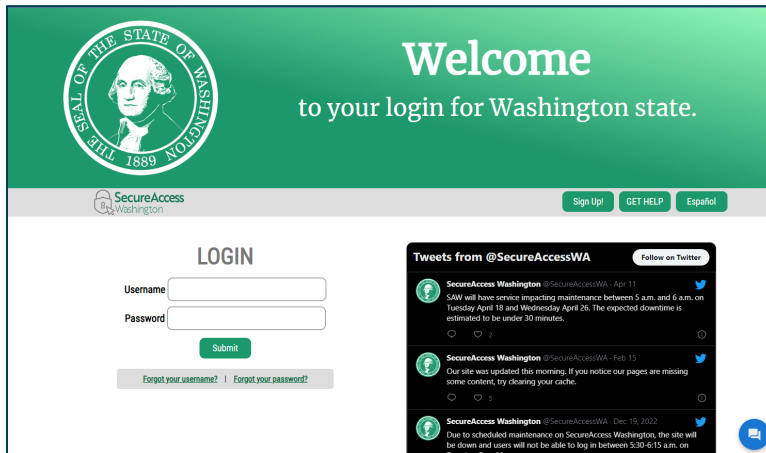 THE SEAL OF THE STATE OF WASHINGTON
1889
Welcome
to your login for Washington state.
SecureAccess
Washington
Sign Up!
GET HELP
Español
LOGIN
Username
Password
Submit
Forgot your username? | Forgot your password?
Tweets from @SecureAccessWA
Follow on Twitter
SecureAccess Washington @SecureAccessWA · Apr 11
SAW will have service impacting maintenance between 5 a.m. and 6 a.m. on
Tuesday April 18 and Wednesday April 26. The expected downtime is
estimated to be under 30 minutes.
2
SecureAccess Washington @SecureAccessWA · Feb 15
Our site was updated this morning. If you notice our pages are missing
some content, try clearing your cache.
5
SecureAccess Washington @SecureAccessWA · Dec 19, 2022
Due to scheduled maintenance on SecureAccess Washington, the site will
be down and users will not be able to log in between 5:30-6:15 a.m. on